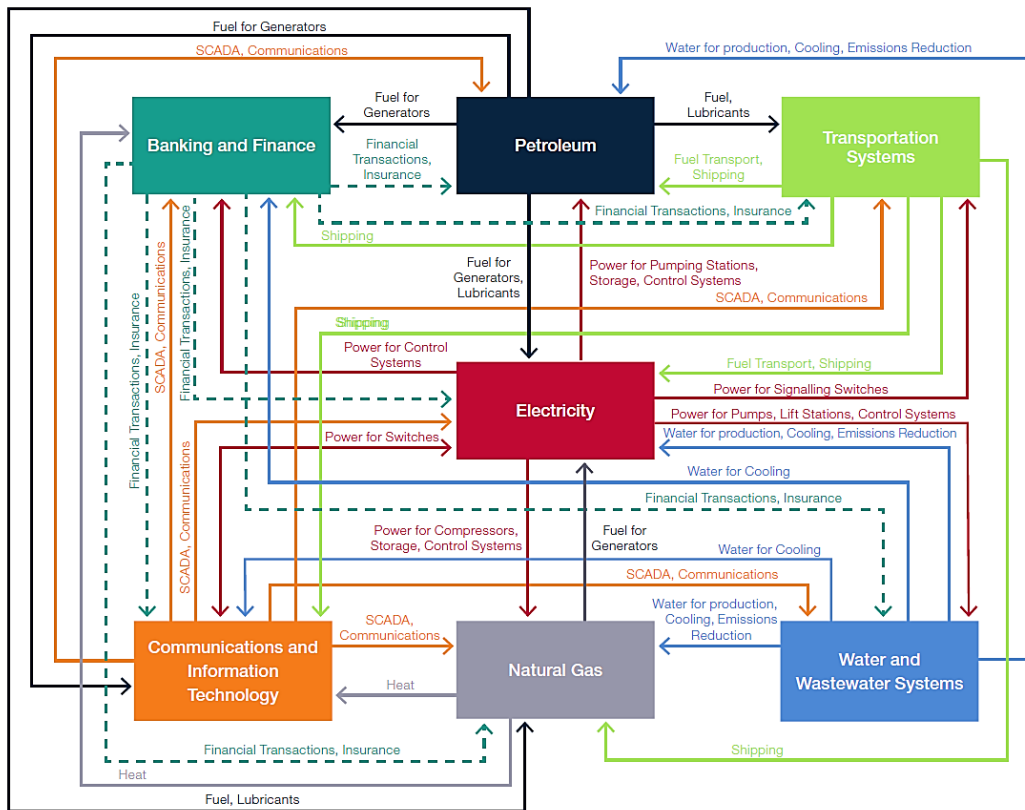 Fuel for Generators
SCADA, Communications
Water for production, Cooling, Emissions Reduction
Fuel for
Generators
Fuel,
Lubricants
Banking and Finance
Petroleum
Transportation
Systems
Financial
Transactions,
Insurance
Fuel Transport,
Shipping
Financial Transactions, Insurance
Shipping
Fuel for
Generators,
Lubricants
Power for Pumping Stations,
Storage, Control Systems
SCADA, Communications
SCADA, Communications
Financial Transactions, Insurance
Financial Transactions, Insurance
Shipping
Power for Control
Systems
Fuel Transport, Shipping
Electricity
Power for Signalling Switches
Power for Pumps, Lift Stations, Control Systems
Power for Switches
Water for production, Cooling, Emissions Reduction
SCADA, Communications
Water for Cooling
Financial Transactions, Insurance
Power for Compressors,
Storage, Control Systems
Fuel for
Generators
Water for Cooling
SCADA, Communications
SCADA,
Communications
Water for production,
Cooling, Emissions
Reduction
Communications and
Information
Technology
Natural Gas
Water and
Wastewater Systems
Heat
Financial Transactions, Insurance
Shipping
Heat
Fuel, Lubricants